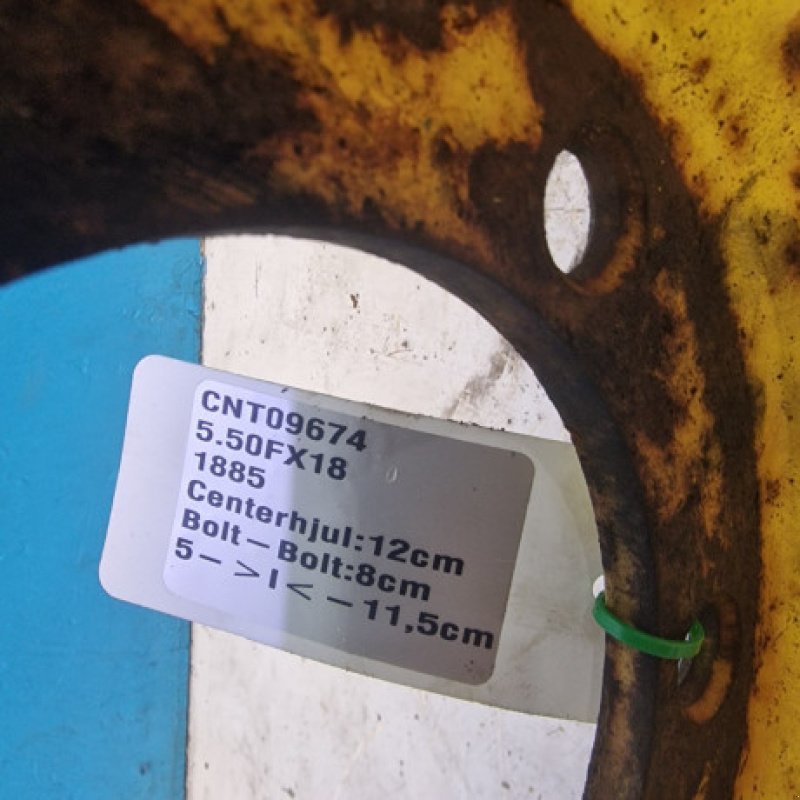 CNT09674
5.50FX18
1885
Centerhjul:12cm
Bolt-Bolt:8cm
5->I<-11,5cm